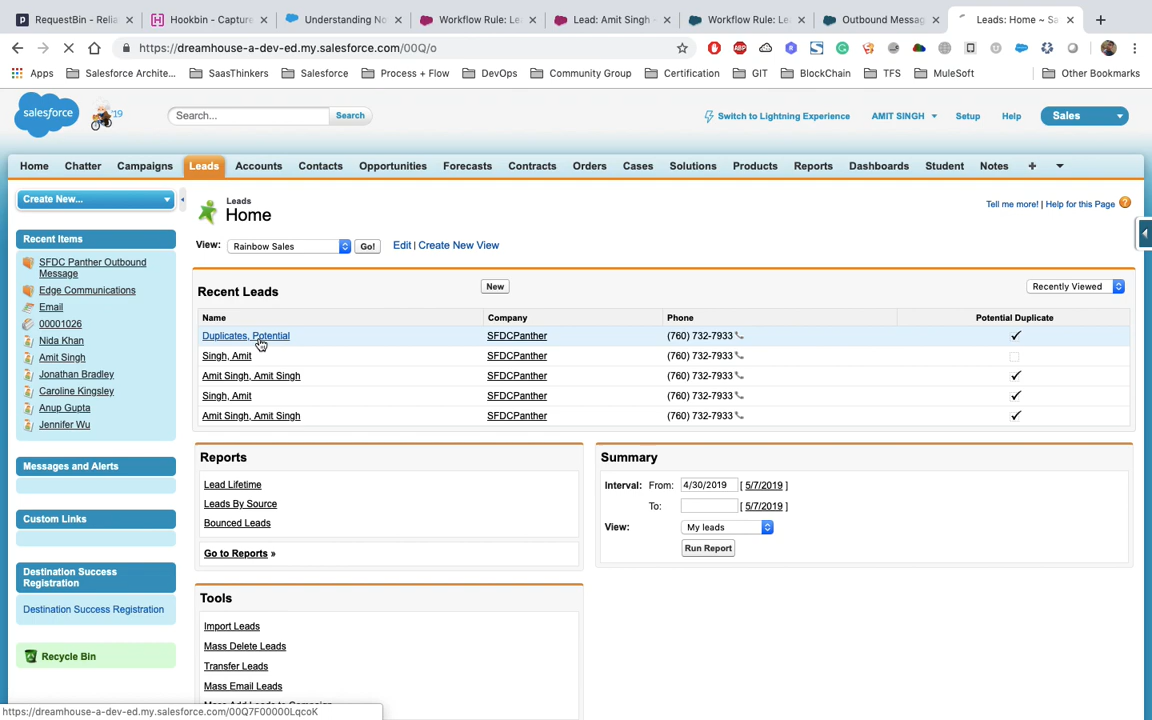 RequestBin - Relia
Hookbin - Capture
Understanding No
Workflow Rule: Le
Lead: Amit Singh ~
Workflow Rule: Le
Outbound Messag
Leads: Home ~ Sa
https://dreamhouse-a-dev-ed.my.salesforce.com/00Q/o
Apps
Salesforce Archite...
SaasThinkers
Salesforce
Process + Flow
DevOps
Community Group
Certification
GIT
BlockChain
TFS
MuleSoft
Other Bookmarks
salesforce
'19
Search...
Search
Switch to Lightning Experience
AMIT SINGH
Setup
Help
Sales
Home
Chatter
Campaigns
Leads
Accounts
Contacts
Opportunities
Forecasts
Contracts
Orders
Cases
Solutions
Products
Reports
Dashboards
Student
Notes
+
Create New...
Leads
Home
Tell me more! | Help for this Page
View: Rainbow Sales Go! Edit | Create New View
Recent Items
SFDC Panther Outbound
Message
Edge Communications
Email
00001026
Nida Khan
Amit Singh
Jonathan Bradley
Caroline Kingsley
Anup Gupta
Jennifer Wu
Messages and Alerts
Custom Links
Destination Success
Registration
Destination Success Registration
Recycle Bin
Recent Leads
New
Recently Viewed
Name Company Phone Potential Duplicate
Duplicates, Potential SFDCPanther (760) 732-7933
Singh, Amit SFDCPanther (760) 732-7933
Amit Singh, Amit Singh SFDCPanther (760) 732-7933
Singh, Amit SFDCPanther (760) 732-7933
Amit Singh, Amit Singh SFDCPanther (760) 732-7933
Reports
Lead Lifetime
Leads By Source
Bounced Leads
Go to Reports »
Summary
Interval: From: 4/30/2019 [ 5/7/2019 ]
To: [ 5/7/2019 ]
View: My leads
Run Report
Tools
Import Leads
Mass Delete Leads
Transfer Leads
Mass Email Leads
https://dreamhouse-a-dev-ed.my.salesforce.com/00Q7F00000LqcoK